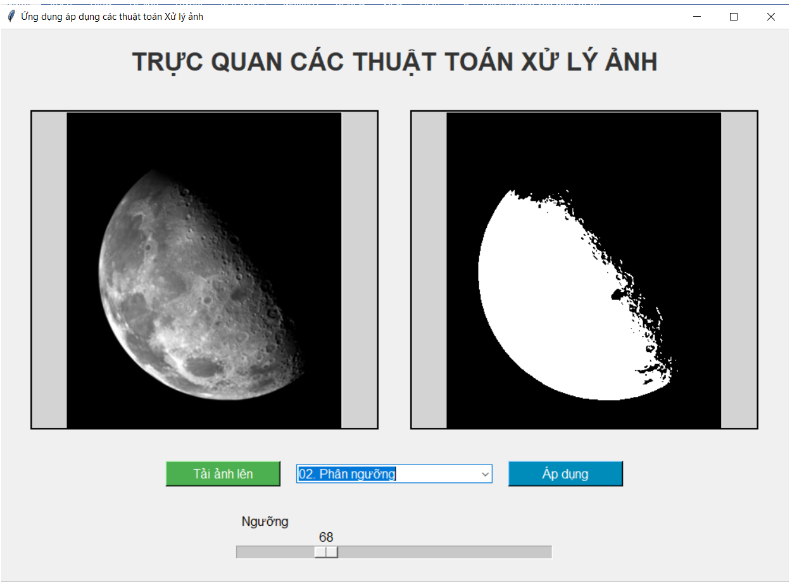 Ứng dụng áp dụng các thuật toán Xử lý ảnh
TRỰC QUAN CÁC THUẬT TOÁN XỬ LÝ ẢNH
Tải ảnh lên
02. Phân ngưỡng
Áp dụng
Ngưỡng
68